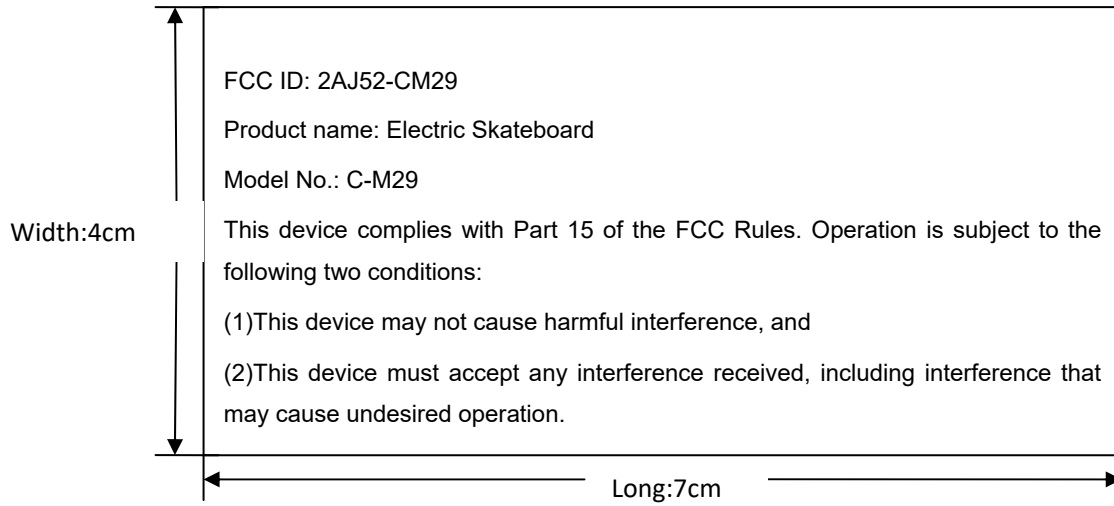 FCC ID: 2AJ52-CM29
Product name: Electric Skateboard
Model No.: C-M29
Width:4cm
This device complies with Part 15 of the FCC Rules. Operation is subject to the
following two conditions:
(1)This device may not cause harmful interference, and
(2)This device must accept any interference received, including interference that
may cause undesired operation.
Long:7cm